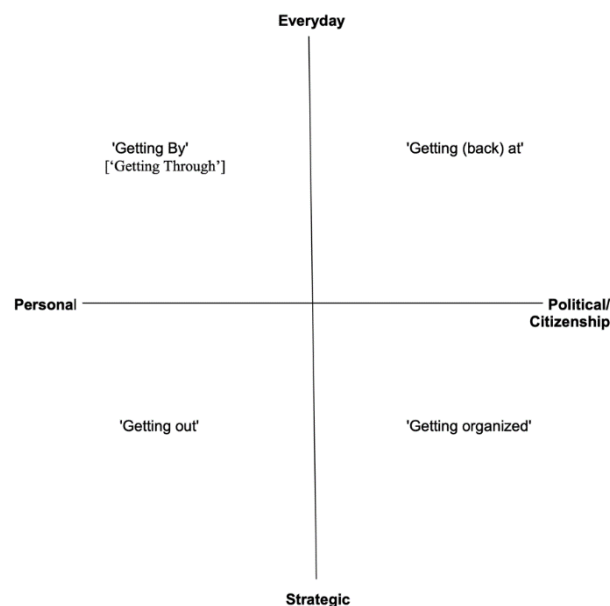 Everyday
'Getting By'
[‘Getting Through’]
'Getting (back) at'
Personal
Political/
Citizenship
'Getting out'
'Getting organized'
Strategic